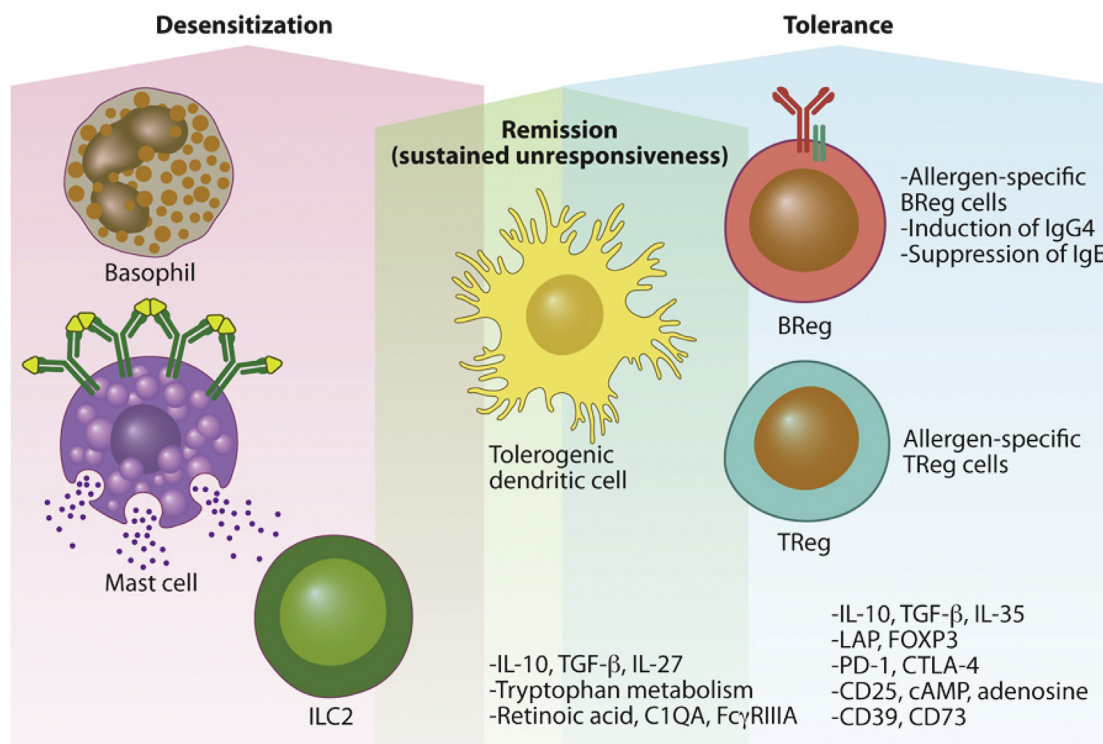 Desensitization
Tolerance
Remission
(sustained unresponsiveness)
Basophil
Mast cell
ILC2
Tolerogenic
dendritic cell
-IL-10, TGF-β, IL-27
-Tryptophan metabolism
-Retinoic acid, C1QA, FcγRIIIA
BReg
-Allergen-specific
BReg cells
-Induction of IgG4
-Suppression of IgE
TReg
Allergen-specific
TReg cells
-IL-10, TGF-β, IL-35
-LAP, FOXP3
-PD-1, CTLA-4
-CD25, cAMP, adenosine
-CD39, CD73